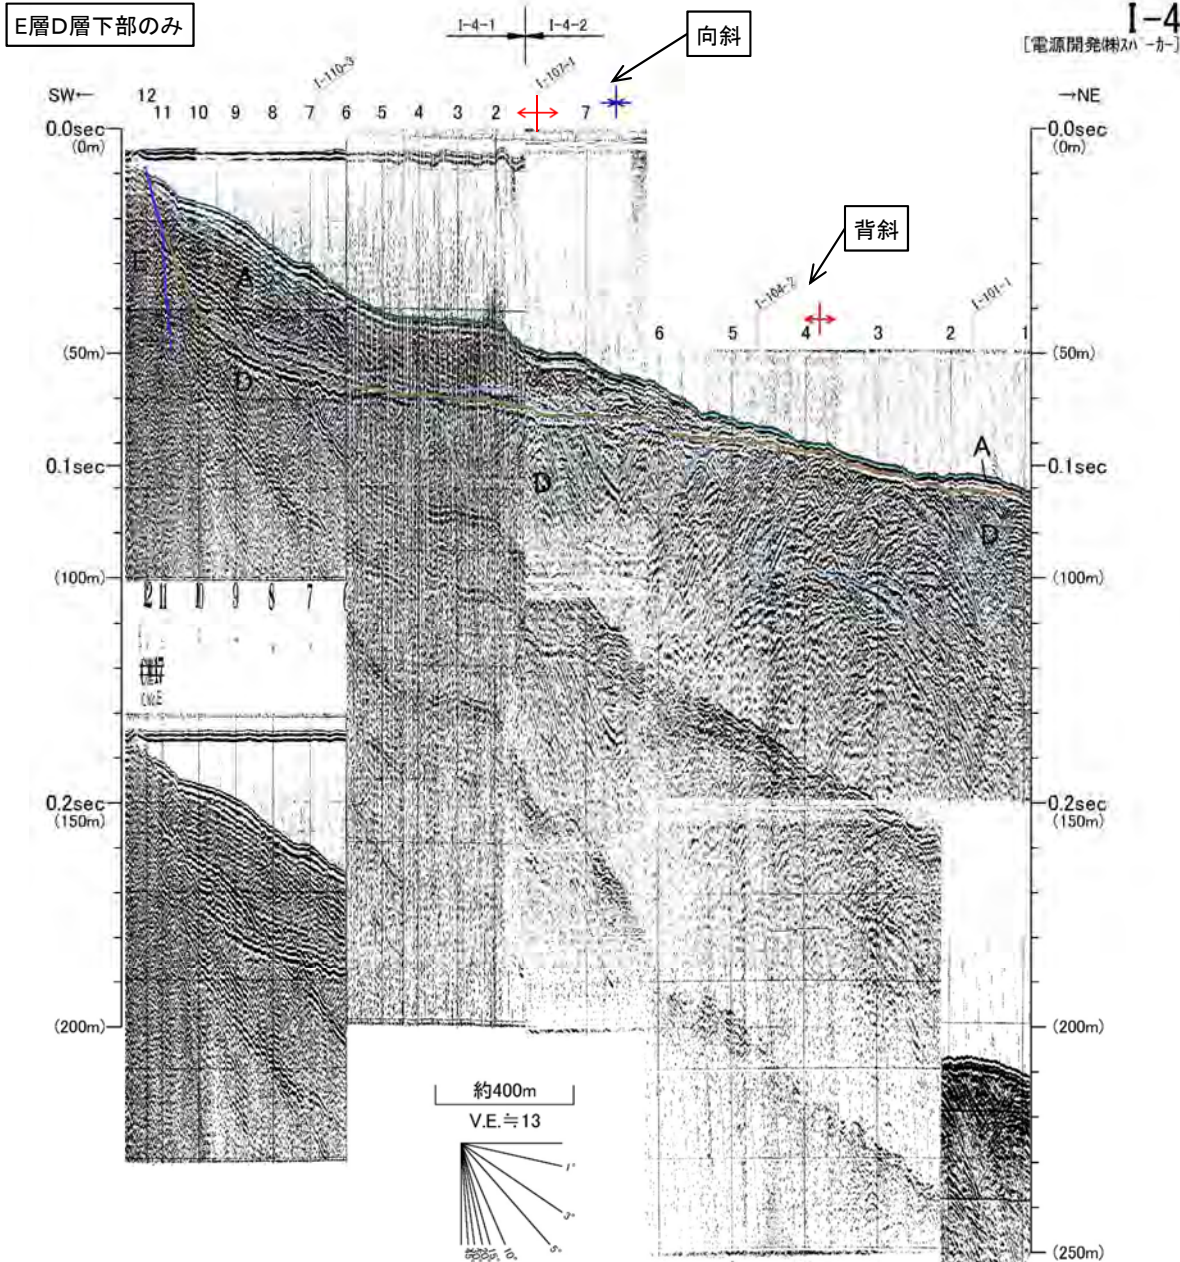 E層D層下部のみ
I-4-1 I-4-2
向斜
I-4
[電源開発㈱スパーカー]
I-110-3
I-107-1
SW← 12 11 10 9 8 7 6 5 4 3 2 7 →NE
0.0sec
(0m)
0.0sec
(0m)
背斜
I-104-2
I-101-1
6 5 4 3 2 1
E
A
D
(50m)
(50m)
0.1sec
A
0.1sec
D
D
(100m)
(100m)
12 11 10 9 8 7
0.2sec
(150m)
0.2sec
(150m)
(200m)
(200m)
約400m
V.E.≒13
1°
3°
5°
10°
15°
(250m)